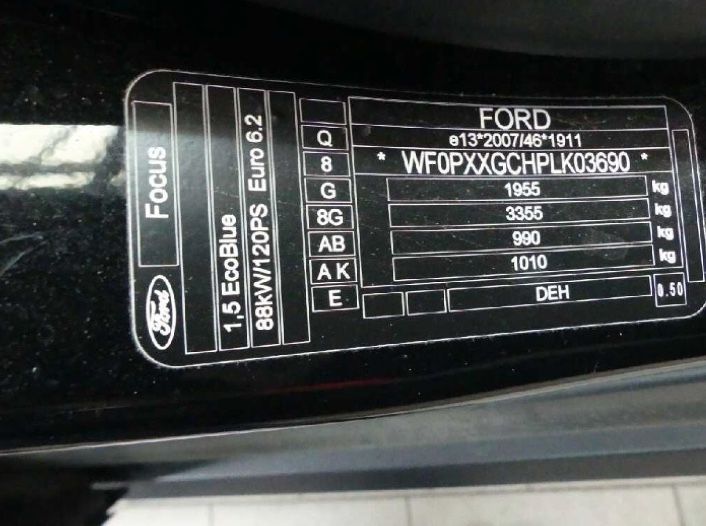 FORD
e13*2007/46*1911
* WF0PXXGCHPLK03690 *
1955 kg
3355 kg
990 kg
1010 kg
DEH
0.50
Q
8
G
8G
AB
A K
E
Focus
Ford
1,5 EcoBlue
88kW/120PS Euro 6.2